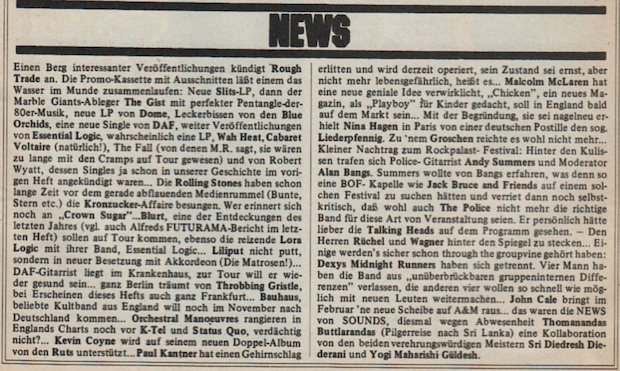 NEWS
Einen Berg interessanter Veröffentlichungen kündigt Rough
Trade an. Die Promo-Kassette mit Ausschnitten läßt einem das
Wasser im Munde zusammenlaufen: Neue Slits-LP, dann der
Marble Giants-Ableger The Gist mit perfekter Pentangle-der-
80er-Musik, neue LP von Dome, Leckerbissen von den Blue
Orchids, eine neue Single von DAF, weiter Veröffentlichungen
von Essential Logic, wahrscheinlich eine LP, Wah Heat, Cabaret
Voltaire (natürlich!), The Fall (von denen M.R. sagt, sie wären
zu lange mit den Cramps auf Tour gewesen) und von Robert
Wyatt, dessen Singles ja schon in unserer Geschichte im vori-
gen Heft angekündigt waren... Die Rolling Stones haben schon
lange Zeit vor dem gerade abflauenden Medienrummel (Bunte,
Stern etc.) die Kronzucker-Affaire besungen. Wer erinnert sich
noch an „Crown Sugar"...Blurt, eine der Entdeckungen des
letzten Jahres (vgl. auch Alfreds FUTURAMA-Bericht im letz-
ten Heft) sollen auf Tour kommen, ebenso die reizende Lora
Logic mit ihrer Band, Essential Logic... Liliput nicht putt,
sondern in neuer Besetzung mit Akkordeon (Die Matrosen!)...
DAF-Gitarrist liegt im Krankenhaus, zur Tour will er wie-
der gesund sein... ganz Berlin träumt von Throbbing Gristle,
bei Erscheinen dieses Hefts auch ganz Frankfurt... Bauhaus,
beliebte Kultband aus England will noch im November nach
Deutschland kommen... Orchestral Manoeuvres rangieren in
Englands Charts noch vor K-Tel und Status Quo, verdächtig
nicht?... Kevin Coyne wird auf seinem neuen Doppel-Album
von den Ruts unterstützt... Paul Kantner hat einen Gehirnschlag
erlitten und wird derzeit operiert, sein Zustand sei ernst, aber
nicht mehr lebensgefährlich, heißt es... Malcolm McLaren hat
eine neue geniale Idee verwirklicht, „Chicken", ein neues Ma-
gazin, als „Playboy" für Kinder gedacht, soll in England bald
auf dem Markt sein... Mit der Begründung, sie sei nagelneu er-
hielt Nina Hagen in Paris von einer deutschen Postille den sog.
Liederpfennig. Zu 'nem Groschen reichte es wohl nicht mehr...
Kleiner Nachtrag zum Rockpalast-Festival: Hinter den Kulis-
sen trafen sich Police-Gitarrist Andy Summers und Moderator
Alan Bangs. Summers wollte von Bangs erfahren, was denn so
eine BOF- Kapelle wie Jack Bruce and Friends auf einem sol-
chen Festival zu suchen hätten und verriet dann noch selbst-
kritisch, daß wohl auch The Police nicht mehr die richtige
Band für diese Art von Veranstaltung seien. Er persönlich hätte
lieber die Talking Heads auf dem Programm gesehen. – Den
Herren Rüchel und Wagner hinter den Spiegel zu stecken... Ei-
nige werden's sicher schon through the groupvine gehört haben:
Dexys Midnight Runners haben sich getrennt. Vier Mann ha-
ben die Band aus „unüberbrückbaren gruppeninternen Diffe-
renzen" verlassen, die anderen vier wollen so schnell wie mög-
lich mit neuen Leuten weitermachen... John Cale bringt im
Februar 'ne neue Scheibe auf A&M raus... das waren die NEWS
von SOUNDS, diesmal wegen Abwesenheit Thomanandas
Buttlarandas (Pilgerreise nach Sri Lanka) eine Kollaboration
von den beiden verehrungswürdigen Meistern Sri Diedresh Die-
derani und Yogi Maharishi Güldesh.